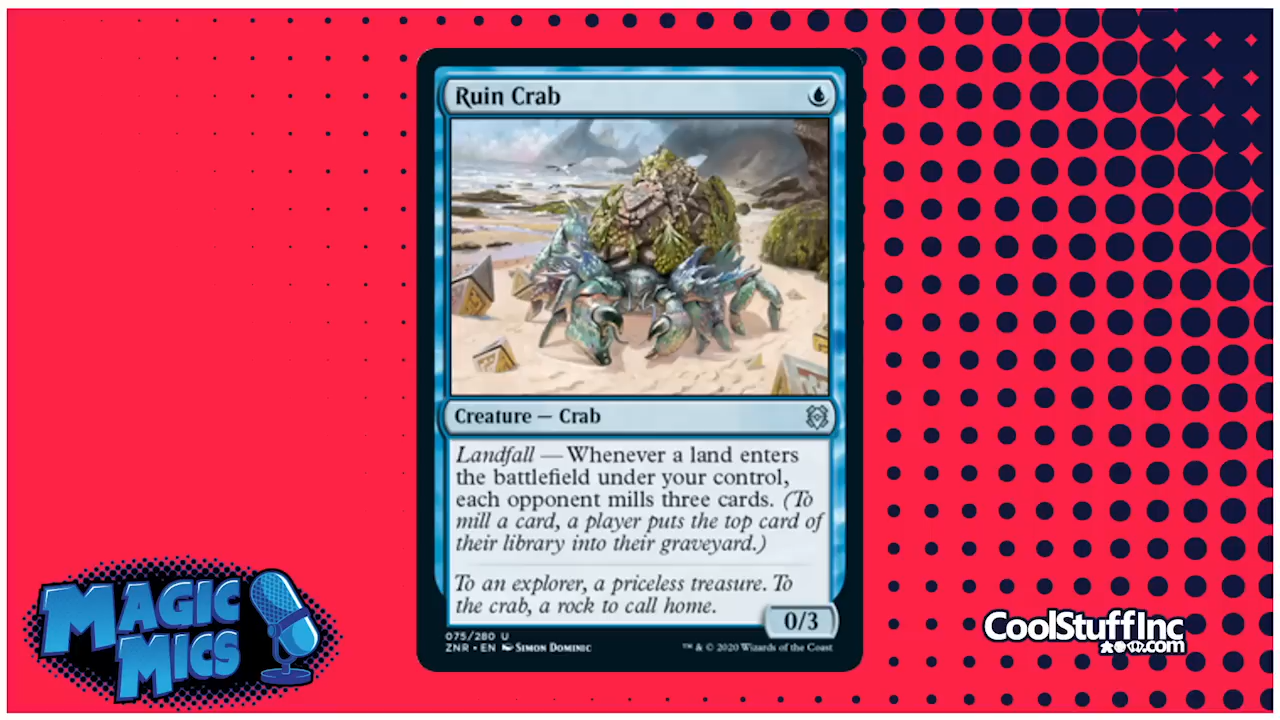 Ruin Crab
Creature — Crab
Landfall — Whenever a land enters
the battlefield under your control,
each opponent mills three cards. (To
mill a card, a player puts the top card of
their library into their graveyard.)
To an explorer, a priceless treasure. To
the crab, a rock to call home.
0/3
075/280 U
ZNR • EN Simon Dominic
™ & © 2020 Wizards of the Coast
MAGIC
MICS
CoolStuffInc
.com